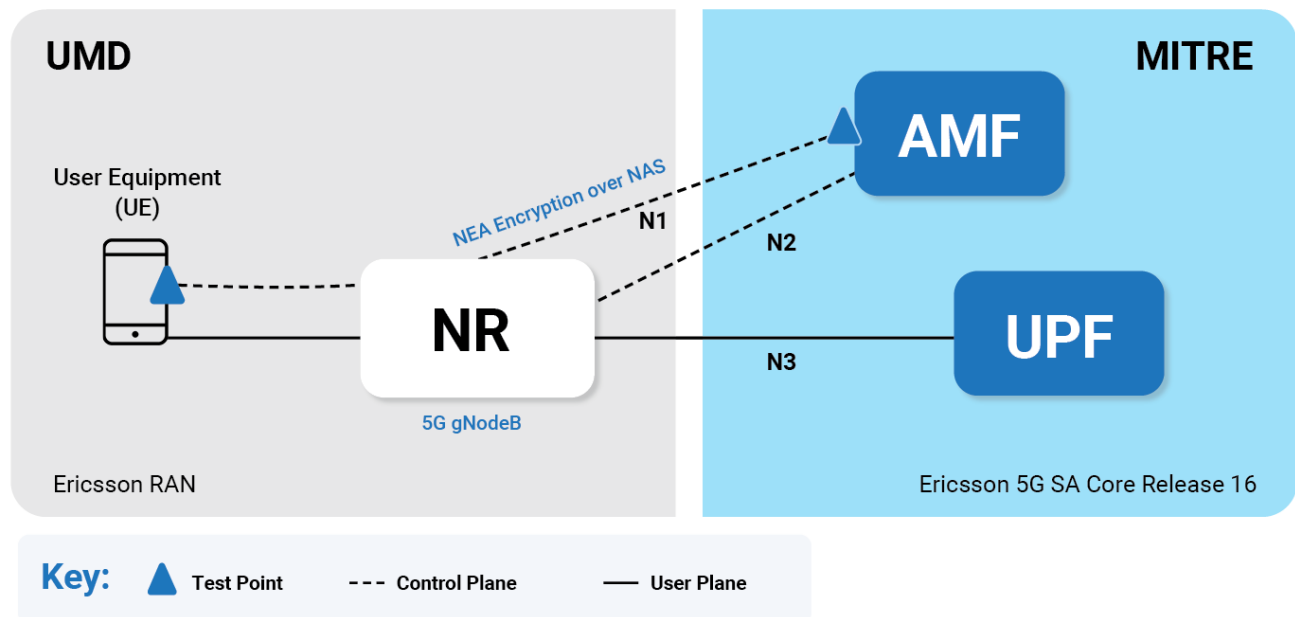 UMD
MITRE
AMF
User Equipment
(UE)
NEA Encryption over NAS
N1
N2
NR
UPF
N3
5G gNodeB
Ericsson RAN
Ericsson 5G SA Core Release 16
Key:
Test Point
Control Plane
User Plane